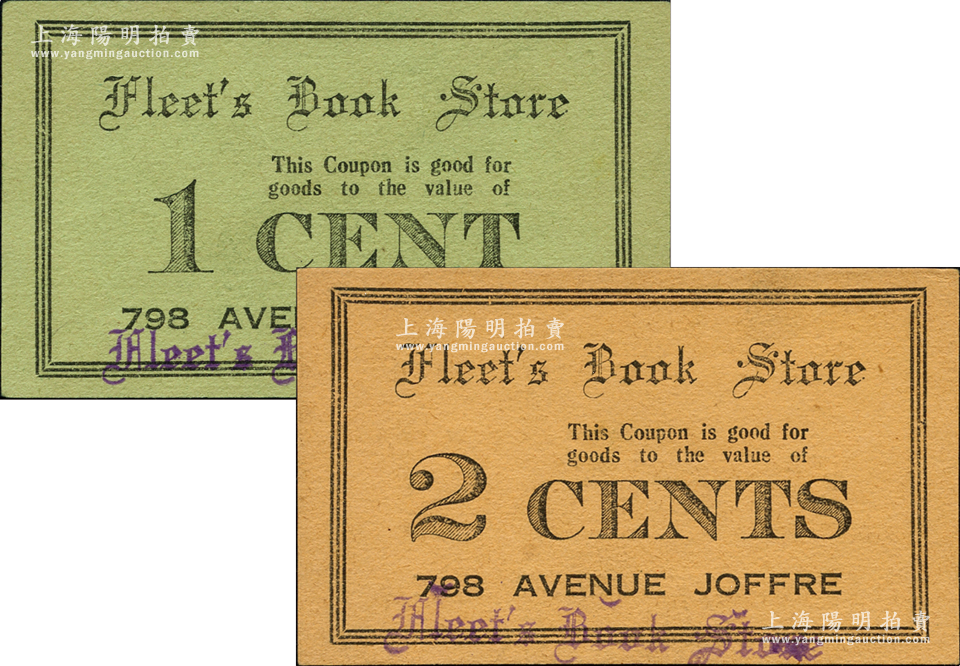 上海陽明拍賣
www.yangmingauction.com
Fleet's Book Store
This Coupon is good for
goods to the value of
1 CENT
798 AVE
Fleet's
上海陽明拍賣
www.yangmingauction.com
Fleet's Book Store
This Coupon is good for
goods to the value of
2 CENTS
798 AVENUE JOFFRE
Fleet's Book Store
上海陽明拍賣
www.yangmingauction.com